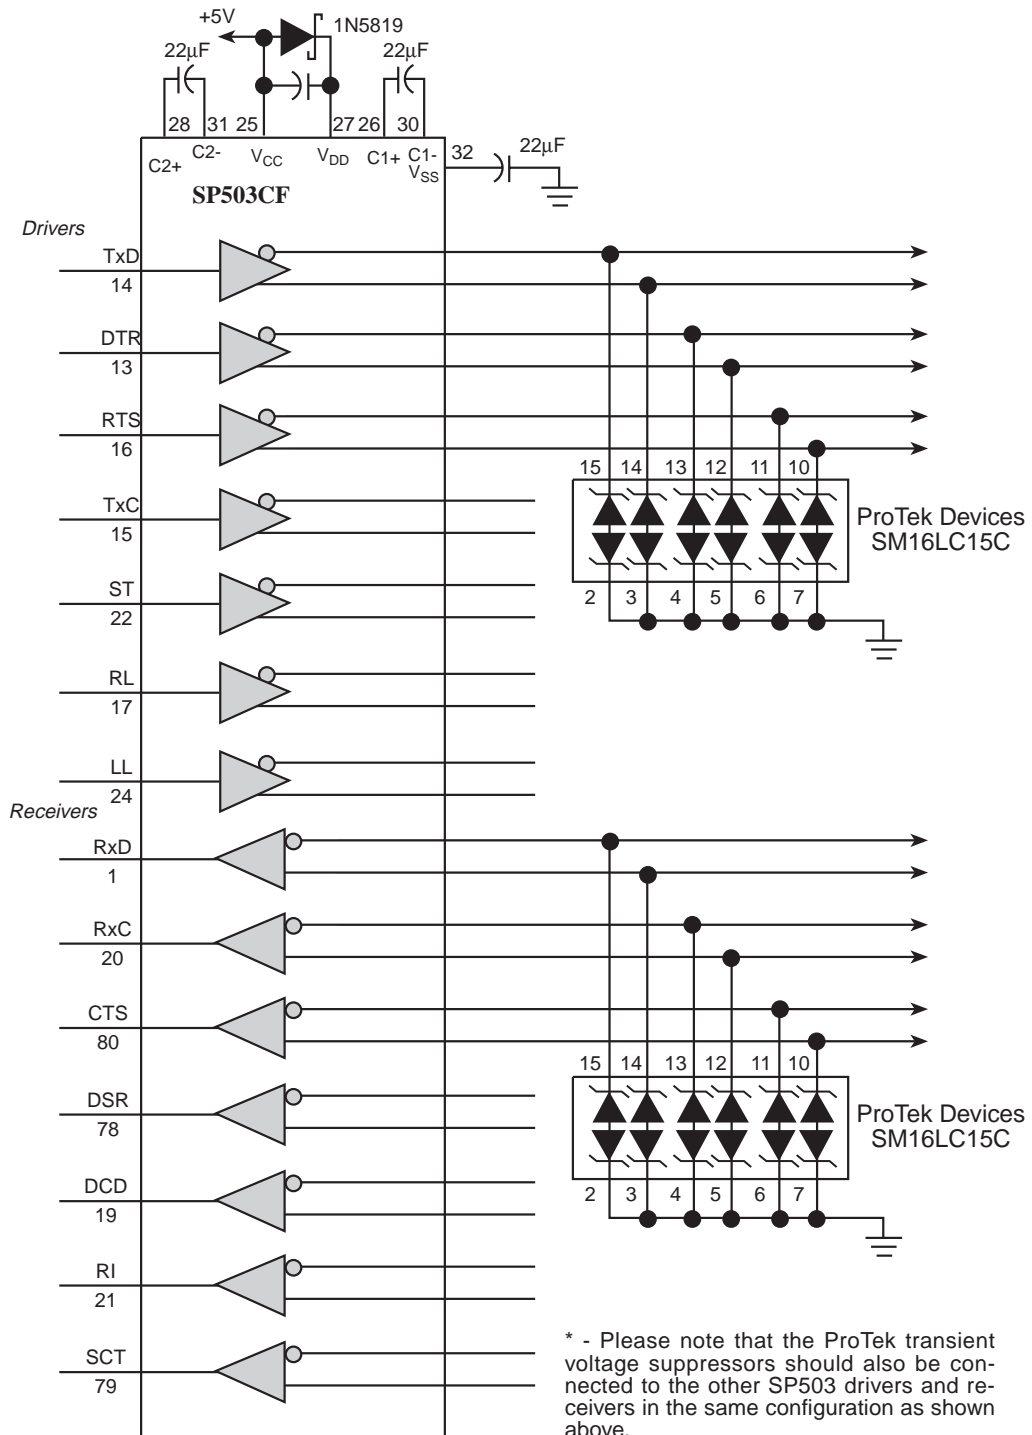 +5V
1N5819
22µF
22µF
28 31 25 27 26 30
C2+ C2- VCC VDD C1+ C1- VSS
32 22µF
SP503CF
Drivers
TxD
14
DTR
13
RTS
16
15 14 13 12 11 10
TxC
15
ProTek Devices
SM16LC15C
ST
22
2 3 4 5 6 7
RL
17
LL
24
Receivers
RxD
1
RxC
20
CTS
80
15 14 13 12 11 10
DSR
78
ProTek Devices
SM16LC15C
DCD
19
2 3 4 5 6 7
RI
21
SCT
79
* - Please note that the ProTek transient
voltage suppressors should also be con-
nected to the other SP503 drivers and re-
ceivers in the same configuration as shown
above.